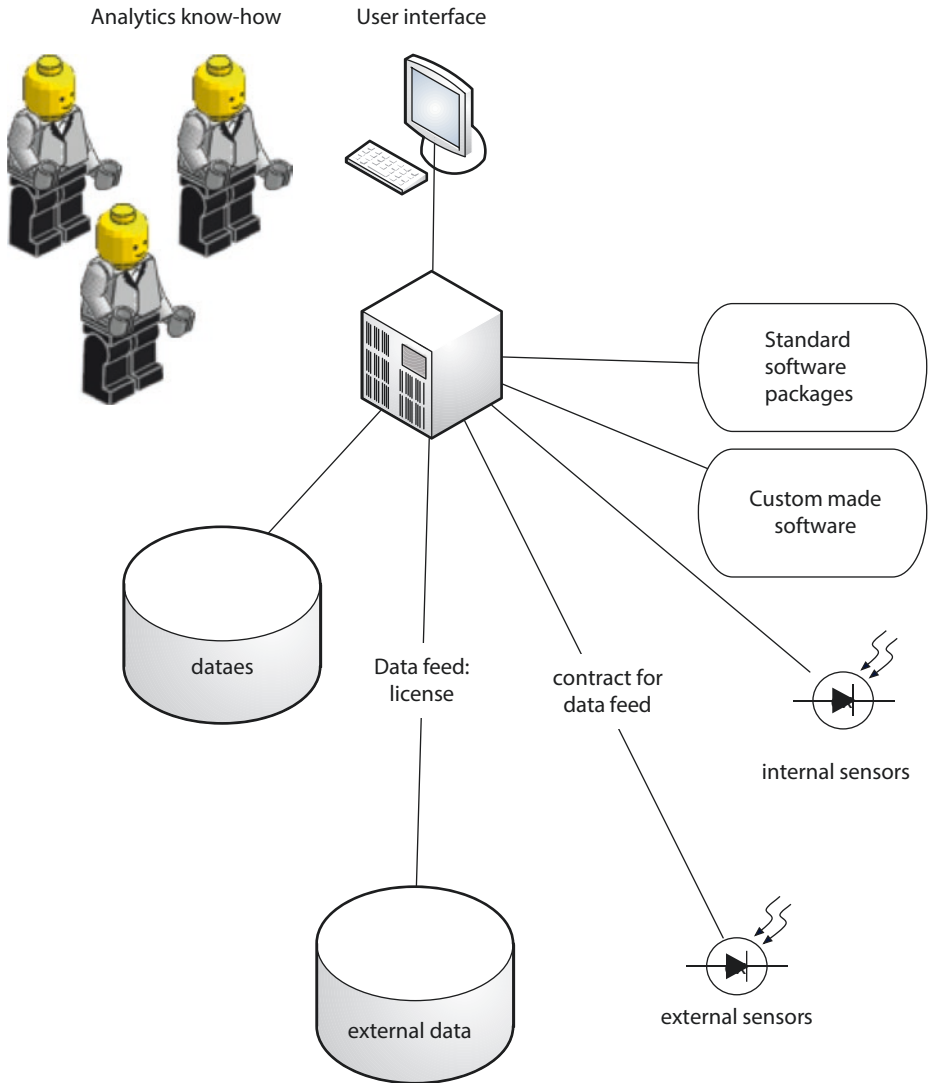 Analytics know-how
User interface
Standard
software
packages
Custom made
software
dataes
Data feed:
license
contract for
data feed
internal sensors
external data
external sensors